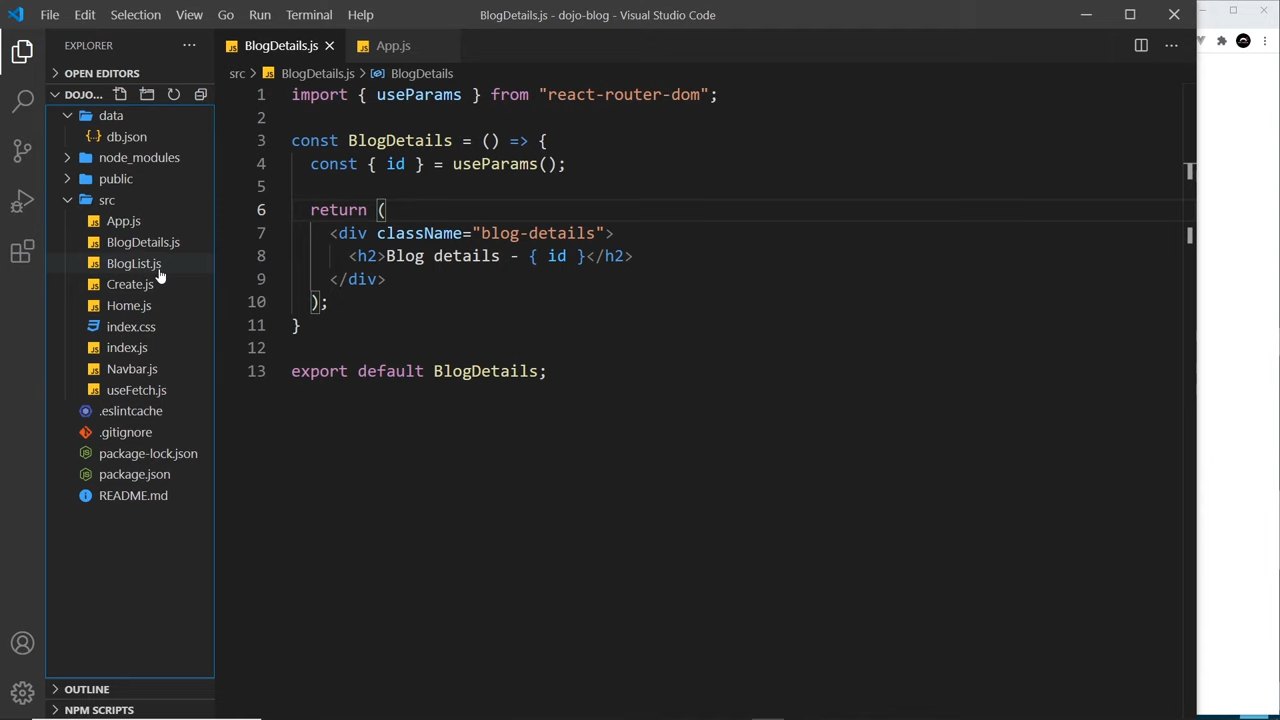 File Edit Selection View Go Run Terminal Help BlogDetails.js - dojo-blog - Visual Studio Code
EXPLORER
OPEN EDITORS
DOJO...
data
db.json
node_modules
public
src
App.js
BlogDetails.js
BlogList.js
Create.js
Home.js
index.css
index.js
Navbar.js
useFetch.js
.eslintcache
.gitignore
package-lock.json
package.json
README.md
OUTLINE
NPM SCRIPTS
BlogDetails.js App.js
src > BlogDetails.js > BlogDetails
1 import { useParams } from "react-router-dom";
2
3 const BlogDetails = () => {
4 const { id } = useParams();
5
6 return (
7 <div className="blog-details">
8 <h2>Blog details - { id }</h2>
9 </div>
10 );
11 }
12
13 export default BlogDetails;